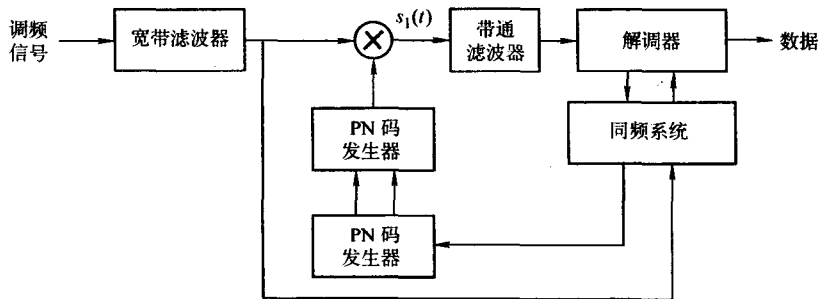 调频
信号
宽带滤波器
s₁(t)
带通
滤波器
解调器
数据
PN 码
发生器
同频系统
PN 码
发生器